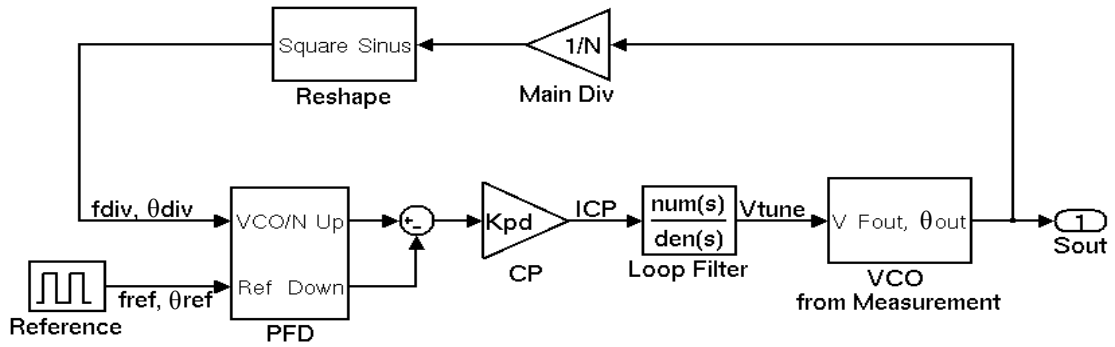 Square Sinus
Reshape
1/N
Main Div
fdiv, θdiv
VCO/N Up
Ref Down
PFD
fref, θref
Reference
+
-
Kpd
CP
ICP
num(s)
den(s)
Loop Filter
Vtune
V Fout, θout
VCO
from Measurement
1
Sout